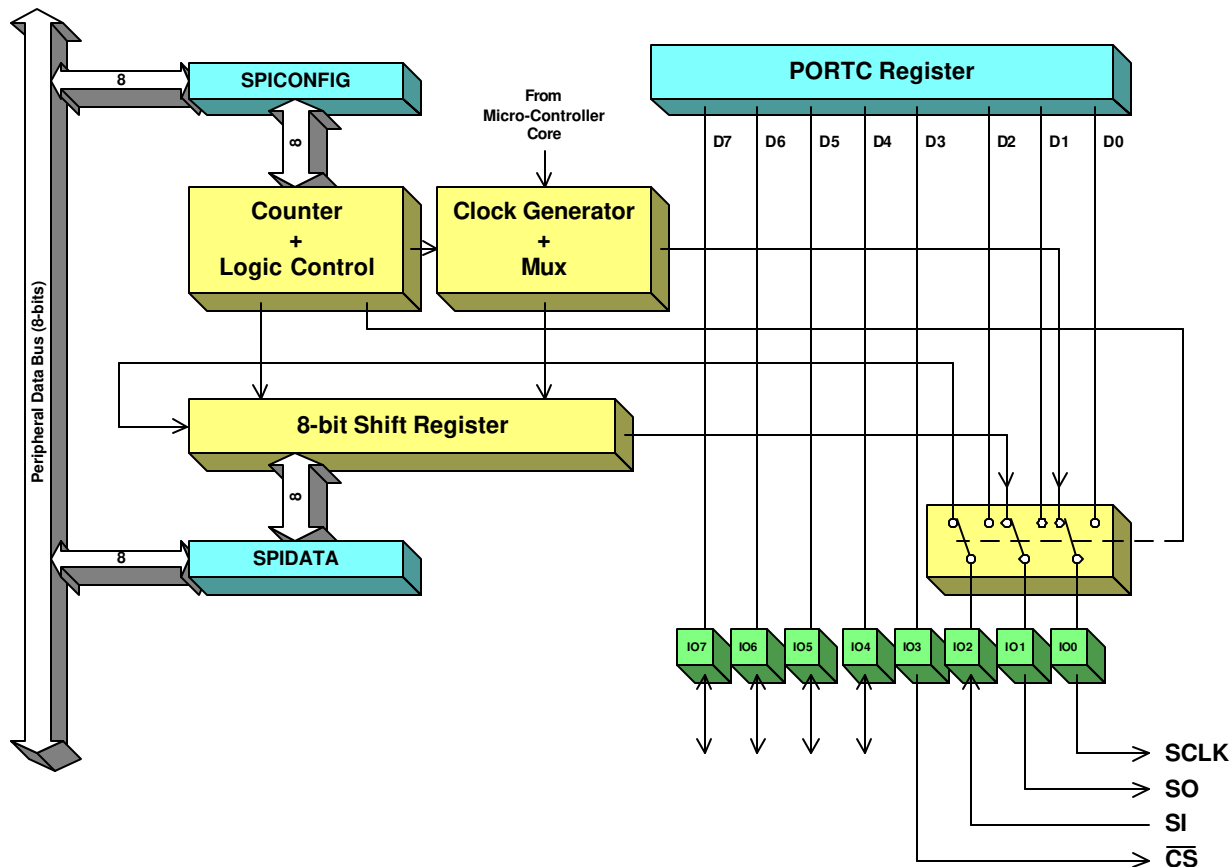 8
SPICONFIG
PORTC Register
From
Micro-Controller
Core
8
D7 D6 D5 D4 D3 D2 D1 D0
Counter
+
Logic Control
Clock Generator
+
Mux
Peripheral Data Bus (8-bits)
8-bit Shift Register
8
8
SPIDATA
IO7 IO6 IO5 IO4 IO3 IO2 IO1 IO0
SCLK
SO
SI
C̅S̅